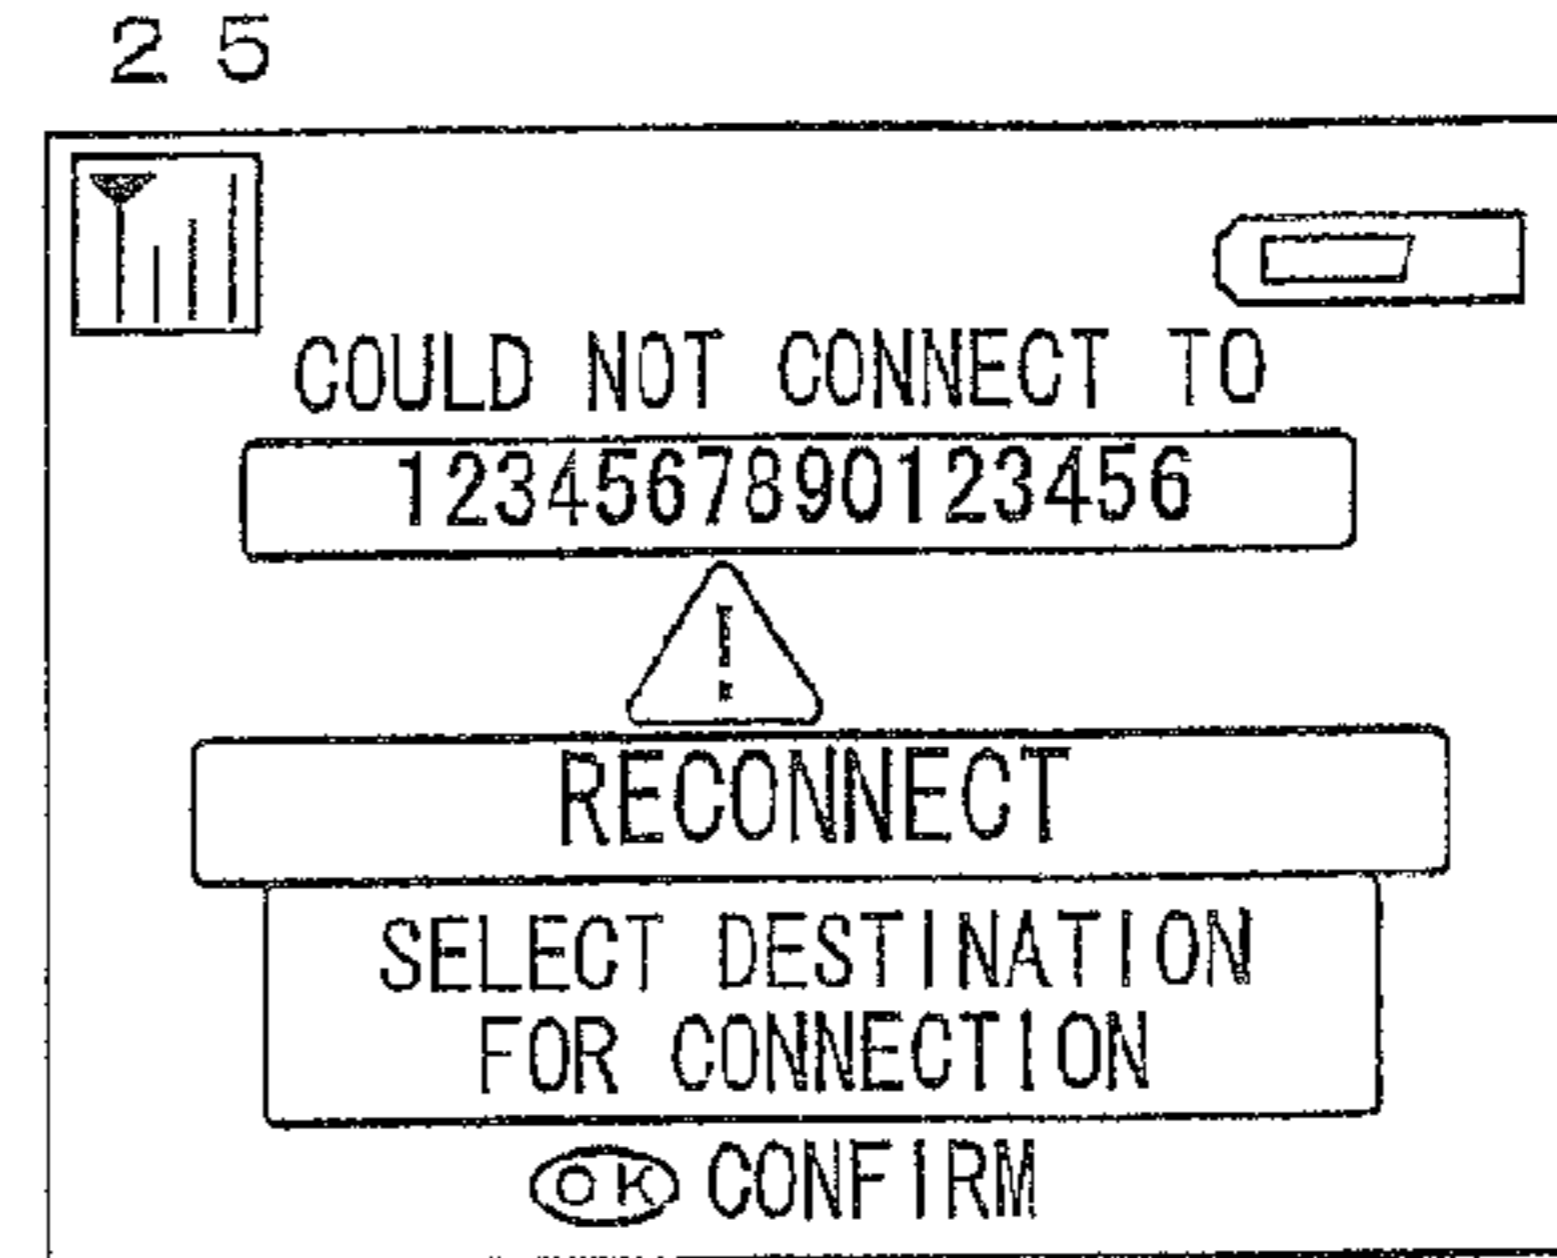 25
COULD NOT CONNECT TO
1234567890123456
!
RECONNECT
SELECT DESTINATION
FOR CONNECTION
OK CONFIRM